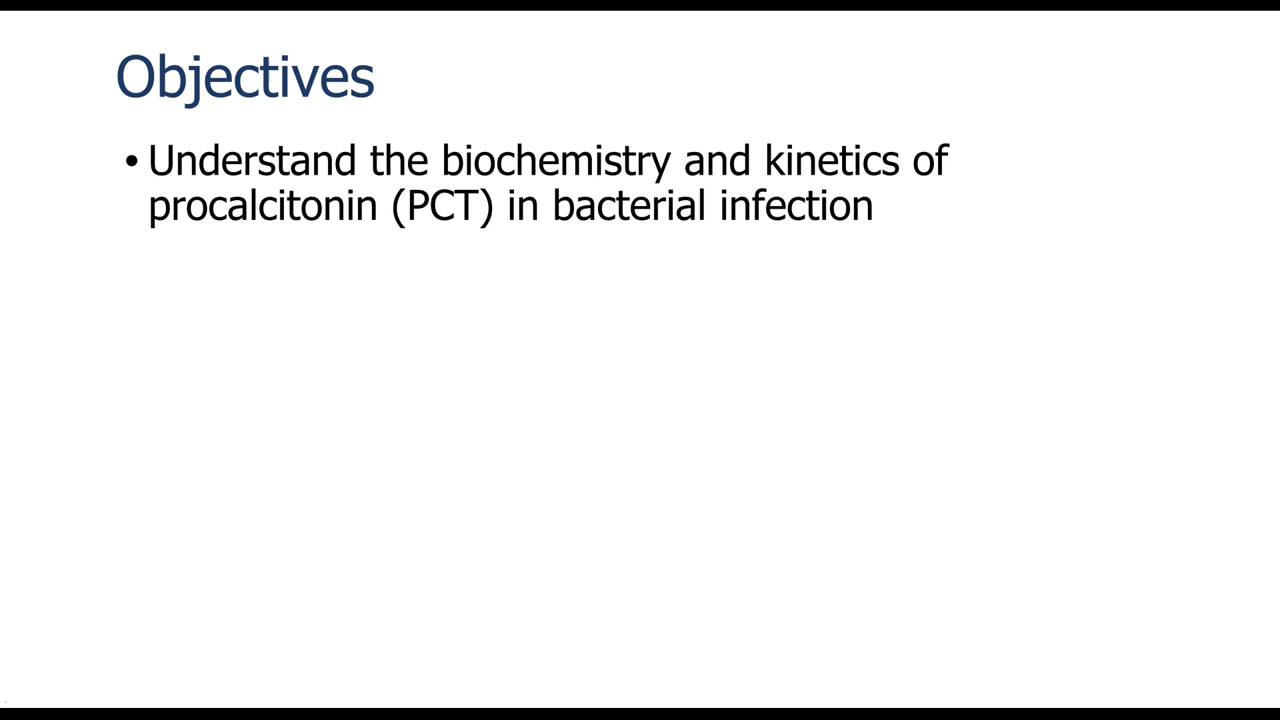 Objectives
• Understand the biochemistry and kinetics of
procalcitonin (PCT) in bacterial infection